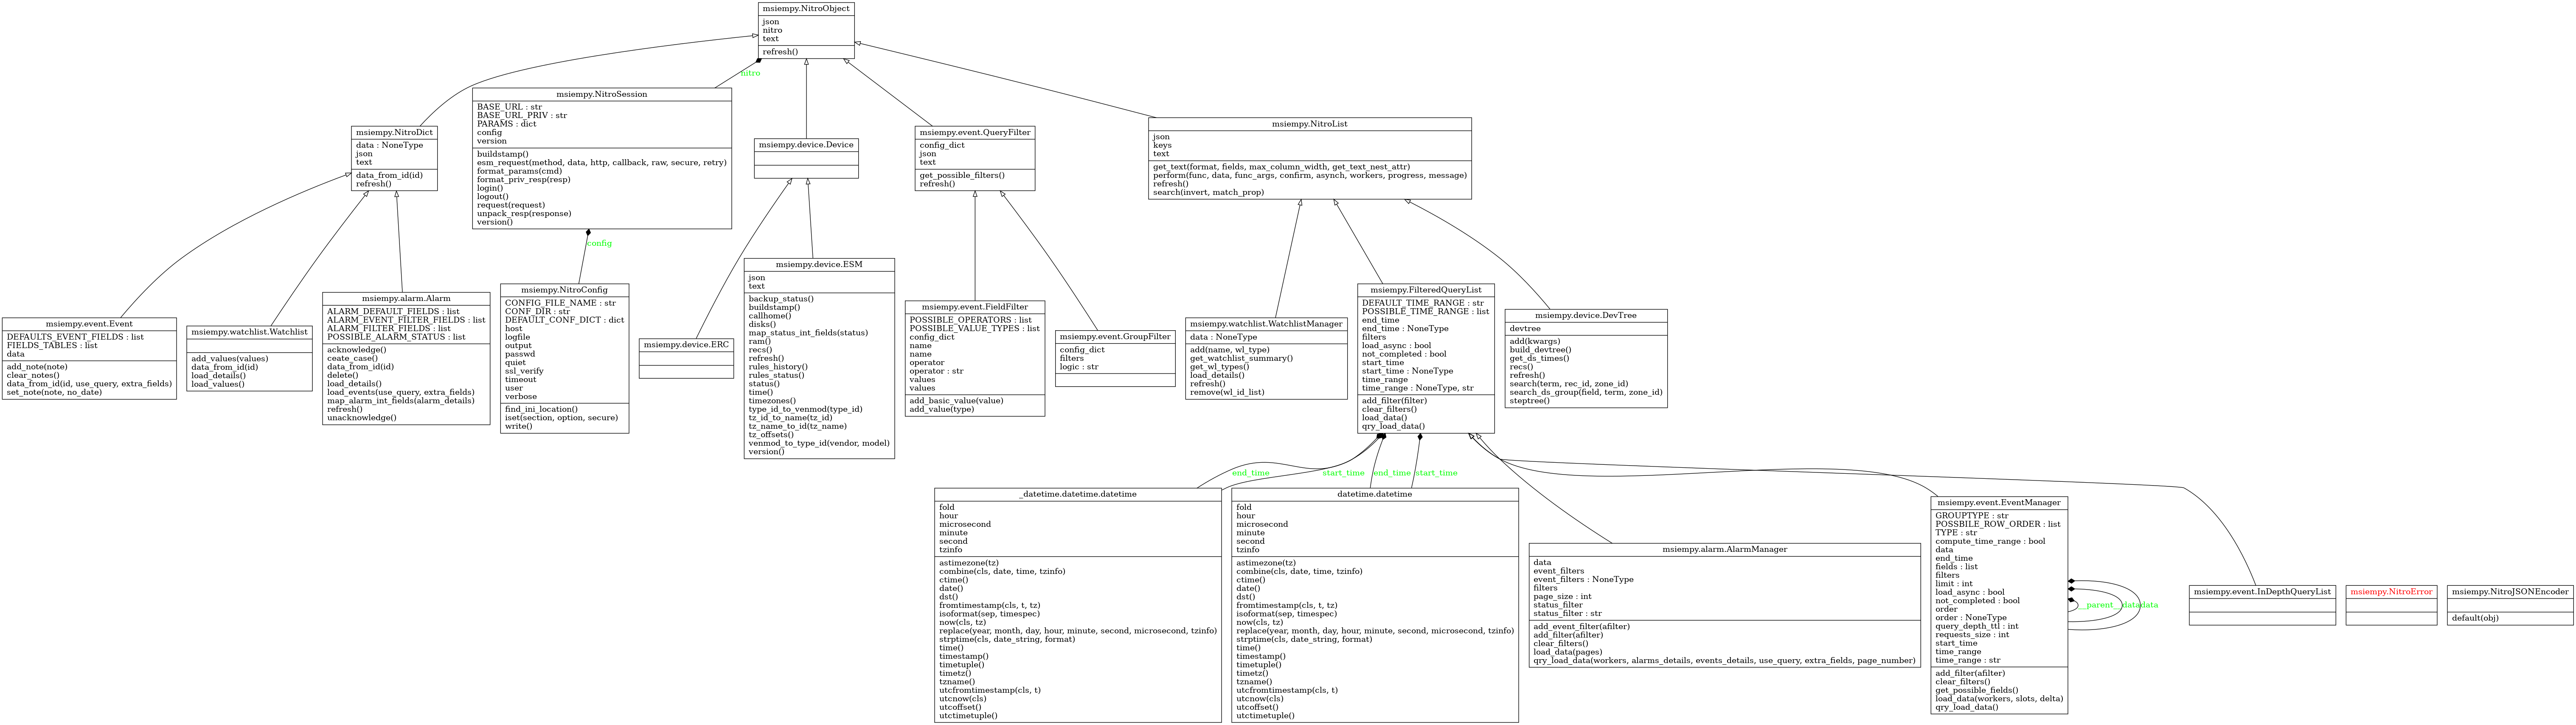 msiempy.NitroObject
json
nitro
text
refresh()
nitro
msiempy.NitroDict
data : NoneType
json
text
data_from_id(id)
refresh()
msiempy.NitroSession
BASE_URL : str
BASE_URL_PRIV : str
PARAMS : dict
config
version
buildstamp()
esm_request(method, data, http, callback, raw, secure, retry)
format_params(cmd)
format_priv_resp(resp)
login()
logout()
request(request)
unpack_resp(response)
version()
msiempy.device.Device
msiempy.event.QueryFilter
config_dict
json
text
get_possible_filters()
refresh()
msiempy.NitroList
json
keys
text
get_text(format, fields, max_column_width, get_text_nest_attr)
perform(func, data, func_args, confirm, asynch, workers, progress, message)
refresh()
search(invert, match_prop)
config
msiempy.event.Event
DEFAULTS_EVENT_FIELDS : list
FIELDS_TABLES : list
data
add_note(note)
clear_notes()
data_from_id(id, use_query, extra_fields)
set_note(note, no_date)
msiempy.watchlist.Watchlist
add_values(values)
data_from_id(id)
load_details()
load_values()
msiempy.alarm.Alarm
ALARM_DEFAULT_FIELDS : list
ALARM_EVENT_FILTER_FIELDS : list
ALARM_FILTER_FIELDS : list
POSSIBLE_ALARM_STATUS : list
acknowledge()
ceate_case()
data_from_id(id)
delete()
load_details()
load_events(use_query, extra_fields)
map_alarm_int_fields(alarm_details)
refresh()
unacknowledge()
msiempy.NitroConfig
CONFIG_FILE_NAME : str
CONF_DIR : str
DEFAULT_CONF_DICT : dict
host
logfile
output
passwd
quiet
ssl_verify
timeout
user
verbose
find_ini_location()
iset(section, option, secure)
write()
msiempy.device.ERC
msiempy.device.ESM
json
text
backup_status()
buildstamp()
callhome()
disks()
map_status_int_fields(status)
ram()
recs()
refresh()
rules_history()
rules_status()
status()
time()
timezones()
type_id_to_venmod(type_id)
tz_id_to_name(tz_id)
tz_name_to_id(tz_name)
tz_offsets()
venmod_to_type_id(vendor, model)
version()
msiempy.event.FieldFilter
POSSIBLE_OPERATORS : list
POSSIBLE_VALUE_TYPES : list
config_dict
name
name
operator
operator : str
values
values
add_basic_value(value)
add_value(type)
msiempy.event.GroupFilter
config_dict
filters
logic : str
msiempy.watchlist.WatchlistManager
data : NoneType
add(name, wl_type)
get_watchlist_summary()
get_wl_types()
load_details()
refresh()
remove(wl_id_list)
msiempy.FilteredQueryList
DEFAULT_TIME_RANGE : str
POSSIBLE_TIME_RANGE : list
end_time
end_time : NoneType
filters
load_async : bool
not_completed : bool
start_time
start_time : NoneType
time_range
time_range : NoneType, str
add_filter(filter)
clear_filters()
load_data()
qry_load_data()
msiempy.device.DevTree
devtree
add(kwargs)
build_devtree()
get_ds_times()
recs()
refresh()
search(term, rec_id, zone_id)
search_ds_group(field, term, zone_id)
steptree()
end_time
start_time
end_time
start_time
_datetime.datetime.datetime
fold
hour
microsecond
minute
second
tzinfo
astimezone(tz)
combine(cls, date, time, tzinfo)
ctime()
date()
dst()
fromtimestamp(cls, t, tz)
isoformat(sep, timespec)
now(cls, tz)
replace(year, month, day, hour, minute, second, microsecond, tzinfo)
strptime(cls, date_string, format)
time()
timestamp()
timetuple()
timetz()
tzname()
utcfromtimestamp(cls, t)
utcnow(cls)
utcoffset()
utctimetuple()
datetime.datetime
fold
hour
microsecond
minute
second
tzinfo
astimezone(tz)
combine(cls, date, time, tzinfo)
ctime()
date()
dst()
fromtimestamp(cls, t, tz)
isoformat(sep, timespec)
now(cls, tz)
replace(year, month, day, hour, minute, second, microsecond, tzinfo)
strptime(cls, date_string, format)
time()
timestamp()
timetuple()
timetz()
tzname()
utcfromtimestamp(cls, t)
utcnow(cls)
utcoffset()
utctimetuple()
msiempy.alarm.AlarmManager
data
event_filters
event_filters : NoneType
filters
page_size : int
status_filter
status_filter : str
add_event_filter(afilter)
add_filter(afilter)
clear_filters()
load_data(pages)
qry_load_data(workers, alarms_details, events_details, use_query, extra_fields, page_number)
msiempy.event.EventManager
GROUPTYPE : str
POSSBILE_ROW_ORDER : list
TYPE : str
compute_time_range : bool
data
end_time
fields : list
filters
limit : int
load_async : bool
not_completed : bool
order
order : NoneType
query_depth_ttl : int
requests_size : int
start_time
time_range
time_range : str
add_filter(afilter)
clear_filters()
get_possible_fields()
load_data(workers, slots, delta)
qry_load_data()
__parent__
data
data
msiempy.event.InDepthQueryList
msiempy.NitroError
msiempy.NitroJSONEncoder
default(obj)